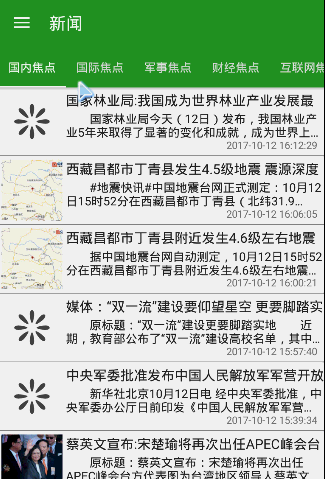 新闻
国内焦点 国际焦点 军事焦点 财经焦点 互联网焦
国家林业局:我国成为世界林业产业发展最
国家林业局今天（12日）发布，我国林业产
业5年来取得了显著的变化和成就，成为世界上...
2017-10-12 16:12:29
西藏昌都市丁青县发生4.5级地震 震源深度
#地震快讯#中国地震台网正式测定：10月12
日15时52分在西藏昌都市丁青县（北纬31.9...
2017-10-12 16:06:05
西藏昌都市丁青县附近发生4.6级左右地震
据中国地震台网自动测定，10月12日15时52
分在西藏昌都市丁青县附近发生4.6级左右地震...
2017-10-12 16:00:21
媒体：“双一流”建设要仰望星空 更要脚踏实
原标题：“双一流”建设更要脚踏实地 近
期，教育部公布了“双一流”建设高校名单，其中...
2017-10-12 15:57:40
中央军委批准发布中国人民解放军军营开放
新华社北京10月12日电 经中央军委批准，中
央军委办公厅日前印发《中国人民解放军军营...
2017-10-12 15:39:34
蔡英文宣布:宋楚瑜将再次出任APEC峰会台
原标题：蔡英文宣布：宋楚瑜将再次出任
APEC峰会台方代表图为台湾地区领导人蔡英文...